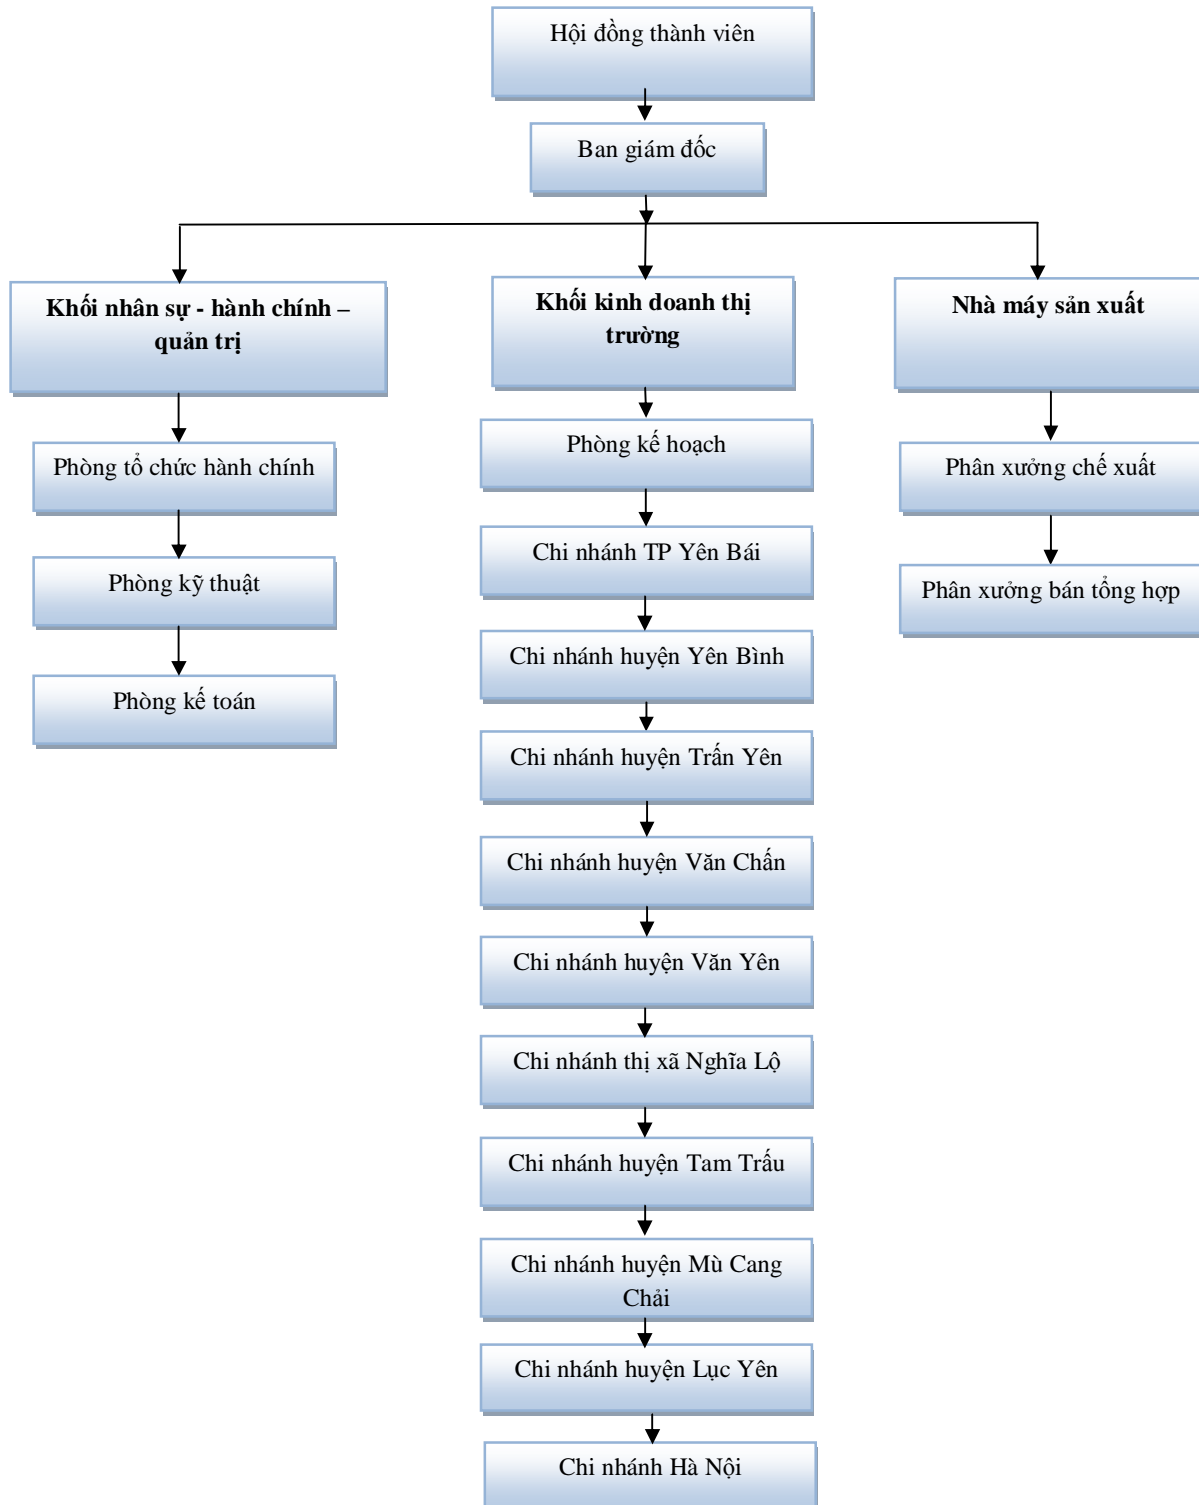 Hội đồng thành viên
Ban giám đốc
Khối nhân sự - hành chính –
quản trị
Phòng tổ chức hành chính
Phòng kỹ thuật
Phòng kế toán
Khối kinh doanh thị
trường
Phòng kế hoạch
Chi nhánh TP Yên Bái
Chi nhánh huyện Yên Bình
Chi nhánh huyện Trấn Yên
Chi nhánh huyện Văn Chấn
Chi nhánh huyện Văn Yên
Chi nhánh thị xã Nghĩa Lộ
Chi nhánh huyện Tam Trấu
Chi nhánh huyện Mù Cang
Chải
Chi nhánh huyện Lục Yên
Chi nhánh Hà Nội
Nhà máy sản xuất
Phân xưởng chế xuất
Phân xưởng bán tổng hợp